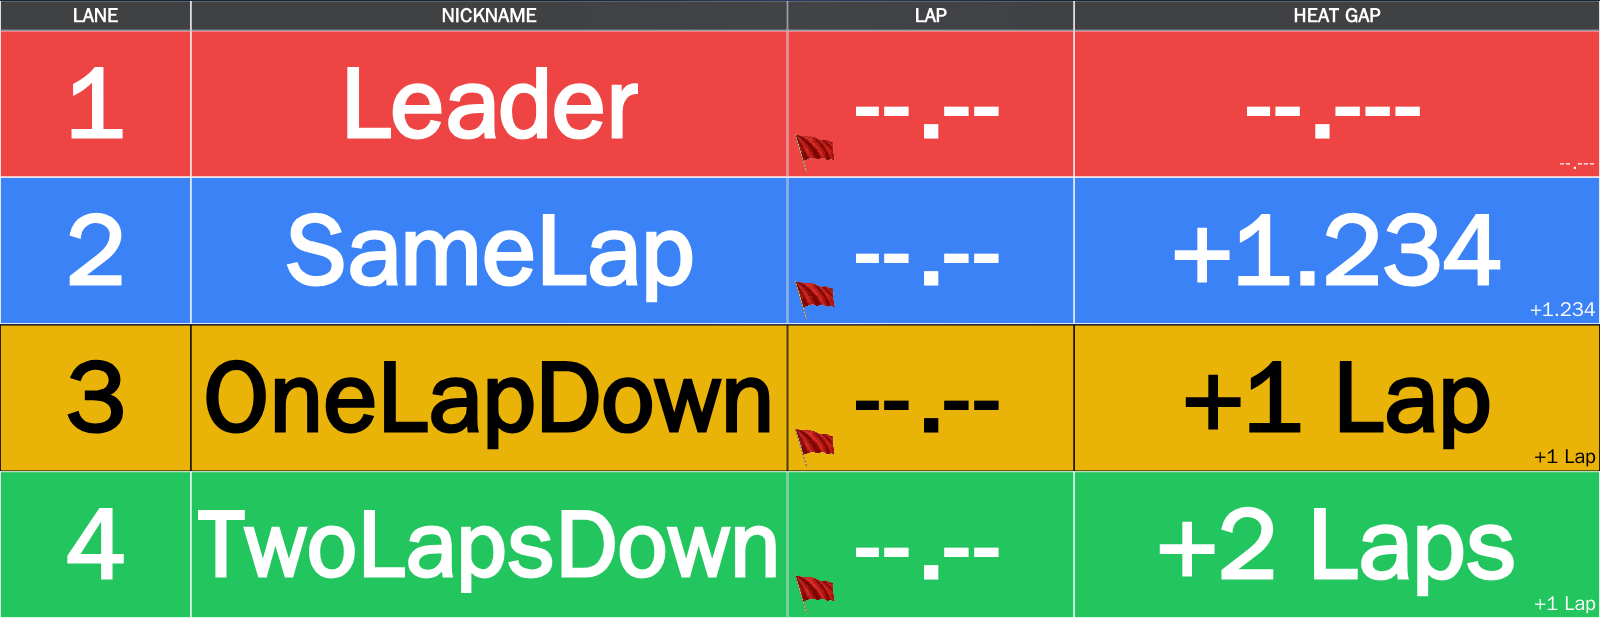 LANE NICKNAME LAP HEAT GAP
1 Leader --.-- --.---
--.---
2 SameLap --.-- +1.234
+1.234
3 OneLapDown --.-- +1 Lap
+1 Lap
4 TwoLapsDown --.-- +2 Laps
+1 Lap